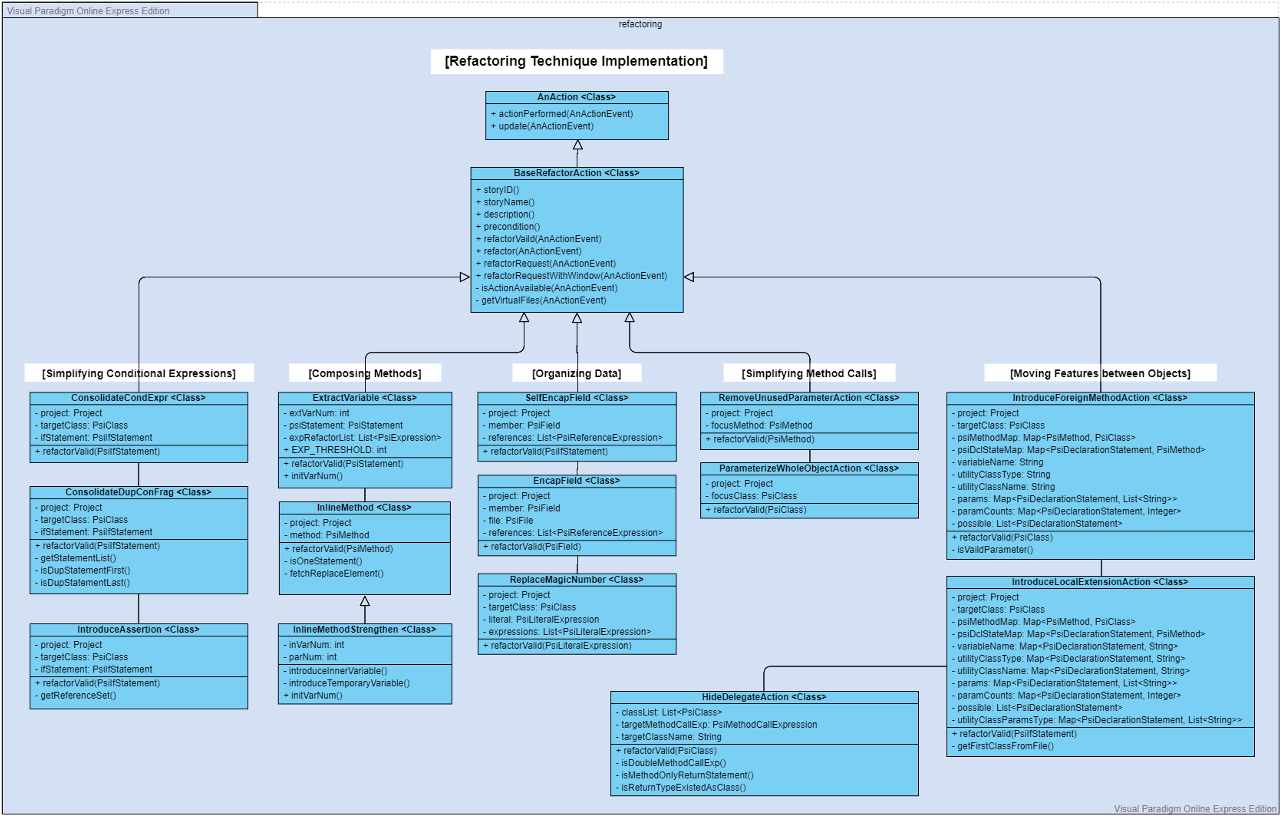 Visual Paradigm Online Express Edition
refactoring
[Refactoring Technique Implementation]
AnAction <Class>
+ actionPerformed(AnActionEvent)
+ update(AnActionEvent)
BaseRefactorAction <Class>
+ storyID()
+ storyName()
+ description()
+ precondition()
+ refactorVaild(AnActionEvent)
+ refactor(AnActionEvent)
+ refactorRequest(AnActionEvent)
+ refactorRequestWithWindow(AnActionEvent)
- isActionAvailable(AnActionEvent)
- getVirtualFiles(AnActionEvent)
[Simplifying Conditional Expressions]
ConsolidateCondExpr <Class>
- project: Project
- targetClass: PsiClass
- ifStatement: PsiIfStatement
+ refactorValid(PsiIfStatement)
ConsolidateDupConFrag <Class>
- project: Project
- targetClass: PsiClass
- ifStatement: PsiIfStatement
+ refactorValid(PsiIfStatement)
- getStatementList()
- isDupStatementFirst()
- isDupStatementLast()
IntroduceAssertion <Class>
- project: Project
- targetClass: PsiClass
- ifStatement: PsiIfStatement
+ refactorValid(PsiIfStatement)
- getReferenceSet()
[Composing Methods]
ExtractVariable <Class>
- extVarNum: int
- psiStatement: PsiStatement
- expRefactorList: List<PsiExpression>
+ EXP_THRESHOLD: int
+ refactorValid(PsiStatement)
+ initVarNum()
InlineMethod <Class>
- project: Project
- method: PsiMethod
+ refactorValid(PsiMethod)
- isOneStatement()
- fetchReplaceElement()
InlineMethodStrengthen <Class>
- inVarNum: int
- parNum: int
- introduceInnerVariable()
- introduceTemporaryVariable()
+ initVarNum()
[Organizing Data]
SelfEncapField <Class>
- project: Project
- member: PsiField
- references: List<PsiReferenceExpression>
+ refactorValid(PsiIfStatement)
EncapField <Class>
- project: Project
- member: PsiField
- file: PsiFile
- references: List<PsiReferenceExpression>
+ refactorValid(PsiField)
ReplaceMagicNumber <Class>
- project: Project
- targetClass: PsiClass
- literal: PsiLiteralExpression
- expressions: List<PsiLiteralExpression>
+ refactorValid(PsiLiteralExpression)
[Simplifying Method Calls]
RemoveUnusedParameterAction <Class>
- project: Project
- focusMethod: PsiMethod
+ refactorValid(PsiMethod)
ParameterizeWholeObjectAction <Class>
- project: Project
- focusClass: PsiClass
+ refactorValid(PsiClass)
[Moving Features between Objects]
IntroduceForeignMethodAction <Class>
- project: Project
- targetClass: PsiClass
- psiMethodMap: Map<PsiMethod, PsiClass>
- psiDclStateMap: Map<PsiDeclarationStatement, PsiMethod>
- variableName: String
- utilityClassType: String
- utilityClassName: String
- params: Map<PsiDeclarationStatement, List<String>>
- paramCounts: Map<PsiDeclarationStatement, Integer>
- possible: List<PsiDeclarationStatement>
+ refactorValid(PsiClass)
- isVaildParameter()
IntroduceLocalExtensionAction <Class>
- project: Project
- targetClass: PsiClass
- psiMethodMap: Map<PsiMethod, PsiClass>
- psiDclStateMap: Map<PsiDeclarationStatement, PsiMethod>
- variableName: Map<PsiDeclarationStatement, String>
- utilityClassType: Map<PsiDeclarationStatement, String>
- utilityClassName: Map<PsiDeclarationStatement, String>
- params: Map<PsiDeclarationStatement, List<String>>
- paramCounts: Map<PsiDeclarationStatement, Integer>
- possible: List<PsiDeclarationStatement>
- utilityClassParamsType: Map<PsiDeclarationStatement, List<String>>
+ refactorValid(PsiIfStatement)
- getFirstClassFromFile()
HideDelegateAction <Class>
- classList: List<PsiClass>
- targetMethodCallExp: PsiMethodCallExpression
- targetClassName: String
+ refactorValid(PsiClass)
- isDoubleMethodCallExp()
- isMethodOnlyReturnStatement()
- isReturnTypeExistedAsClass()
Visual Paradigm Online Express Edition